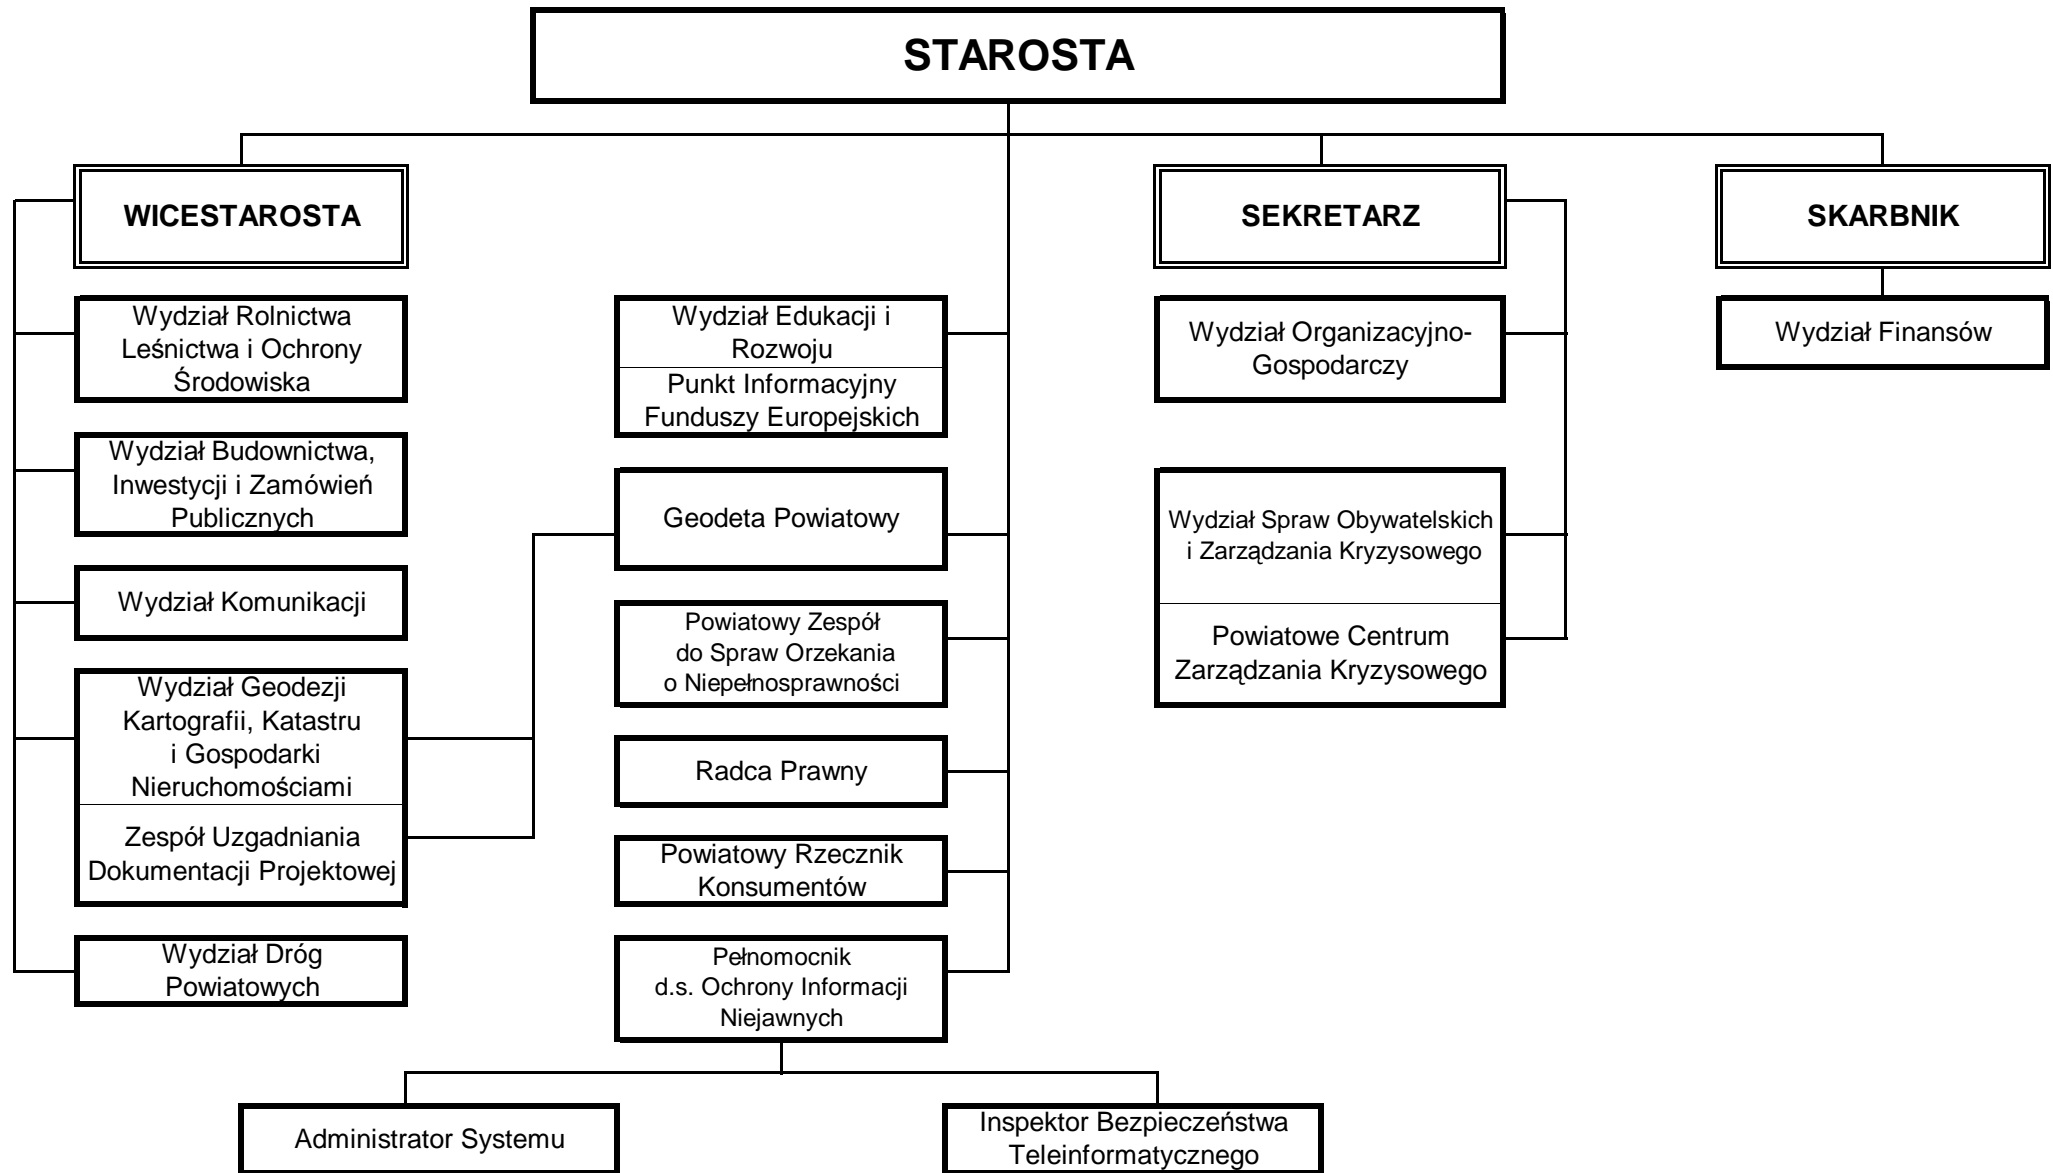 STAROSTA
WICESTAROSTA
SEKRETARZ
SKARBNIK
Wydział Rolnictwa
Leśnictwa i Ochrony
Środowiska
Wydział Budownictwa,
Inwestycji i Zamówień
Publicznych
Wydział Komunikacji
Wydział Geodezji
Kartografii, Katastru
i Gospodarki
Nieruchomościami
Zespół Uzgadniania
Dokumentacji Projektowej
Wydział Dróg
Powiatowych
Wydział Edukacji i
Rozwoju
Punkt Informacyjny
Funduszy Europejskich
Geodeta Powiatowy
Powiatowy Zespół
do Spraw Orzekania
o Niepełnosprawności
Radca Prawny
Powiatowy Rzecznik
Konsumentów
Pełnomocnik
d.s. Ochrony Informacji
Niejawnych
Administrator Systemu
Inspektor Bezpieczeństwa
Teleinformatycznego
Wydział Organizacyjno-
Gospodarczy
Wydział Spraw Obywatelskich
i Zarządzania Kryzysowego
Powiatowe Centrum
Zarządzania Kryzysowego
Wydział Finansów